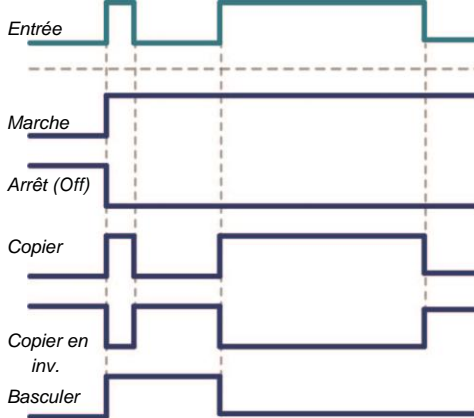 Entrée
Marche
Arrêt (Off)
Copier
Copier en
inv.
Basculer